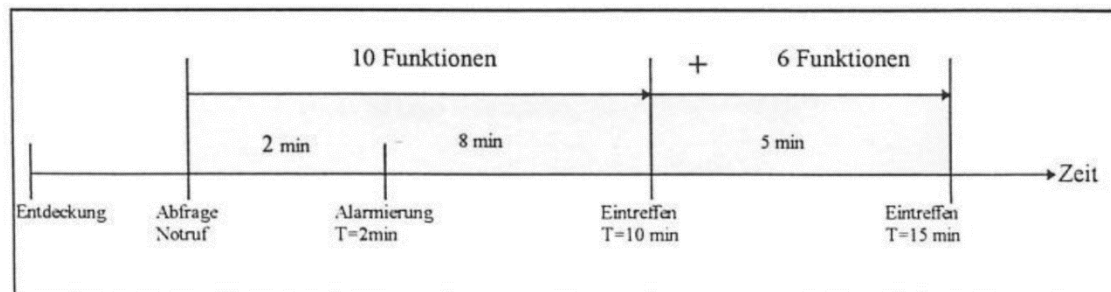 10 Funktionen
+ 6 Funktionen
2 min
8 min
5 min
Zeit
Entdeckung
Abfrage
Notruf
Alarmierung
T=2min
Eintreffen
T=10 min
Eintreffen
T=15 min